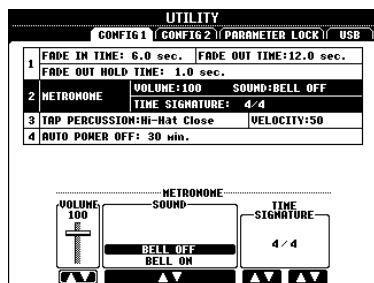 UTILITY
CONFIG 1 CONFIG 2 PARAMETER LOCK USB
1 FADE IN TIME: 6.0 sec. FADE OUT TIME:12.0 sec.
FADE OUT HOLD TIME: 1.0 sec.
2 METRONOME VOLUME:100 SOUND:BELL OFF
TIME SIGNATURE: 4/4
3 TAP PERCUSSION:Hi-Hat Close VELOCITY:50
4 AUTO POWER OFF: 30 min.
METRONOME
VOLUME SOUND TIME SIGNATURE
100
4/4
BELL OFF
BELL ON